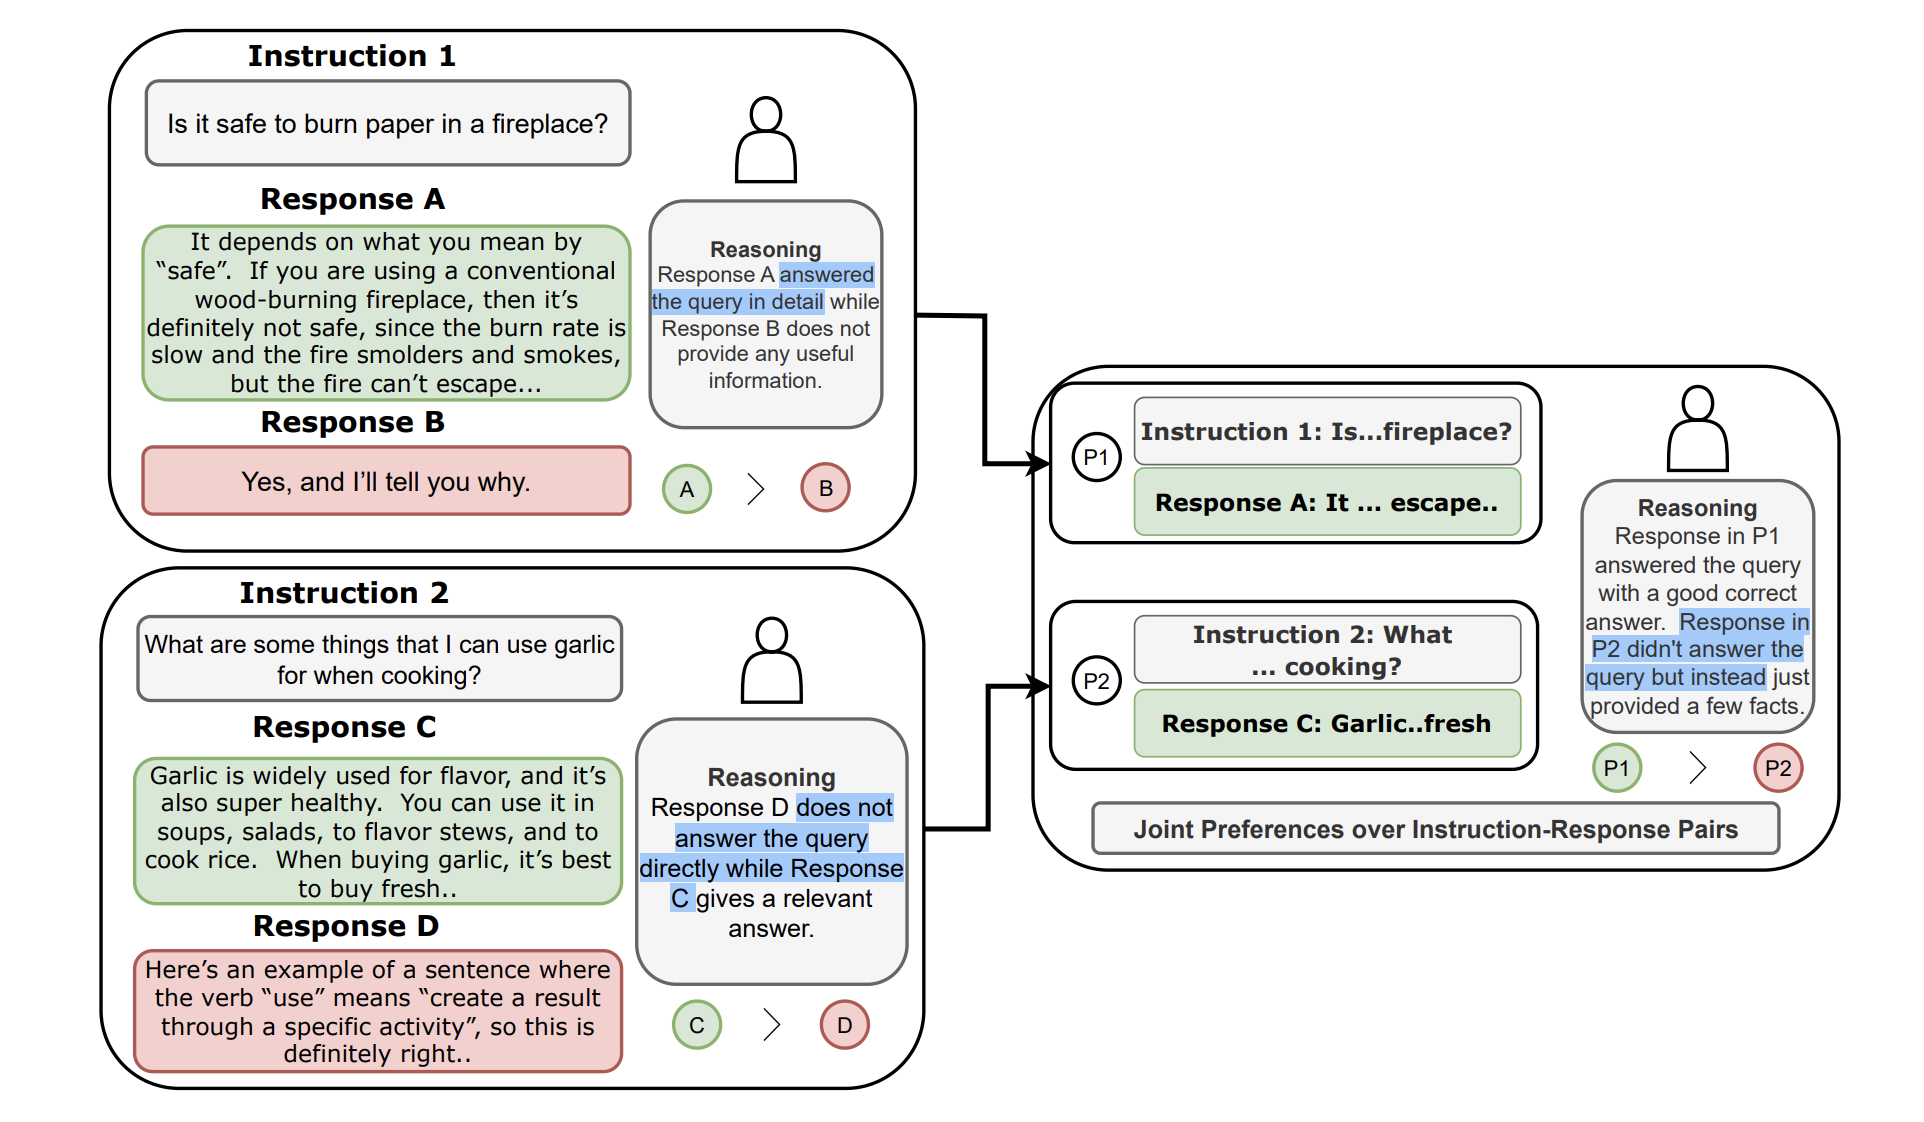 Instruction 1
Is it safe to burn paper in a fireplace?
Response A
It depends on what you mean by
“safe”.  If you are using a conventional
wood-burning fireplace, then it’s
definitely not safe, since the burn rate is
slow and the fire smolders and smokes,
but the fire can’t escape...
Response B
Yes, and I’ll tell you why.
Reasoning
Response A answered
the query in detail while
Response B does not
provide any useful
information.
A > B
Instruction 2
What are some things that I can use garlic
for when cooking?
Response C
Garlic is widely used for flavor, and it’s
also super healthy.  You can use it in
soups, salads, to flavor stews, and to
cook rice.  When buying garlic, it’s best
to buy fresh..
Response D
Here’s an example of a sentence where
the verb “use” means “create a result
through a specific activity”, so this is
definitely right..
Reasoning
Response D does not
answer the query
directly while Response
C gives a relevant
answer.
C > D
P1
Instruction 1: Is...fireplace?
Response A: It ... escape..
P2
Instruction 2: What
... cooking?
Response C: Garlic..fresh
Reasoning
Response in P1
answered the query
with a good correct
answer.  Response in
P2 didn't answer the
query but instead just
provided a few facts.
P1 > P2
Joint Preferences over Instruction-Response Pairs